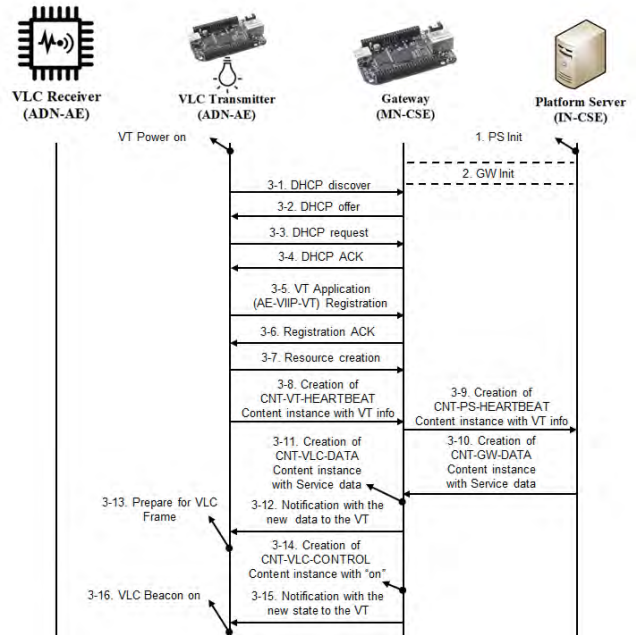 VLC Receiver
(ADN-AE)
VLC Transmitter
(ADN-AE)
Gateway
(MN-CSE)
Platform Server
(IN-CSE)
VT Power on
1. PS Init
2. GW Init
3-1. DHCP discover
3-2. DHCP offer
3-3. DHCP request
3-4. DHCP ACK
3-5. VT Application
(AE-VIIP-VT) Registration
3-6. Registration ACK
3-7. Resource creation
3-8. Creation of
CNT-VT-HEARTBEAT
Content instance with VT info
3-9. Creation of
CNT-PS-HEARTBEAT
Content instance with VT info
3-10. Creation of
CNT-GW-DATA
Content instance
with Service data
3-11. Creation of
CNT-VLC-DATA
Content instance
with Service data
3-12. Notification with the
new data to the VT
3-13. Prepare for VLC
Frame
3-14. Creation of
CNT-VLC-CONTROL
Content instance with “on”
3-15. Notification with the
new state to the VT
3-16. VLC Beacon on